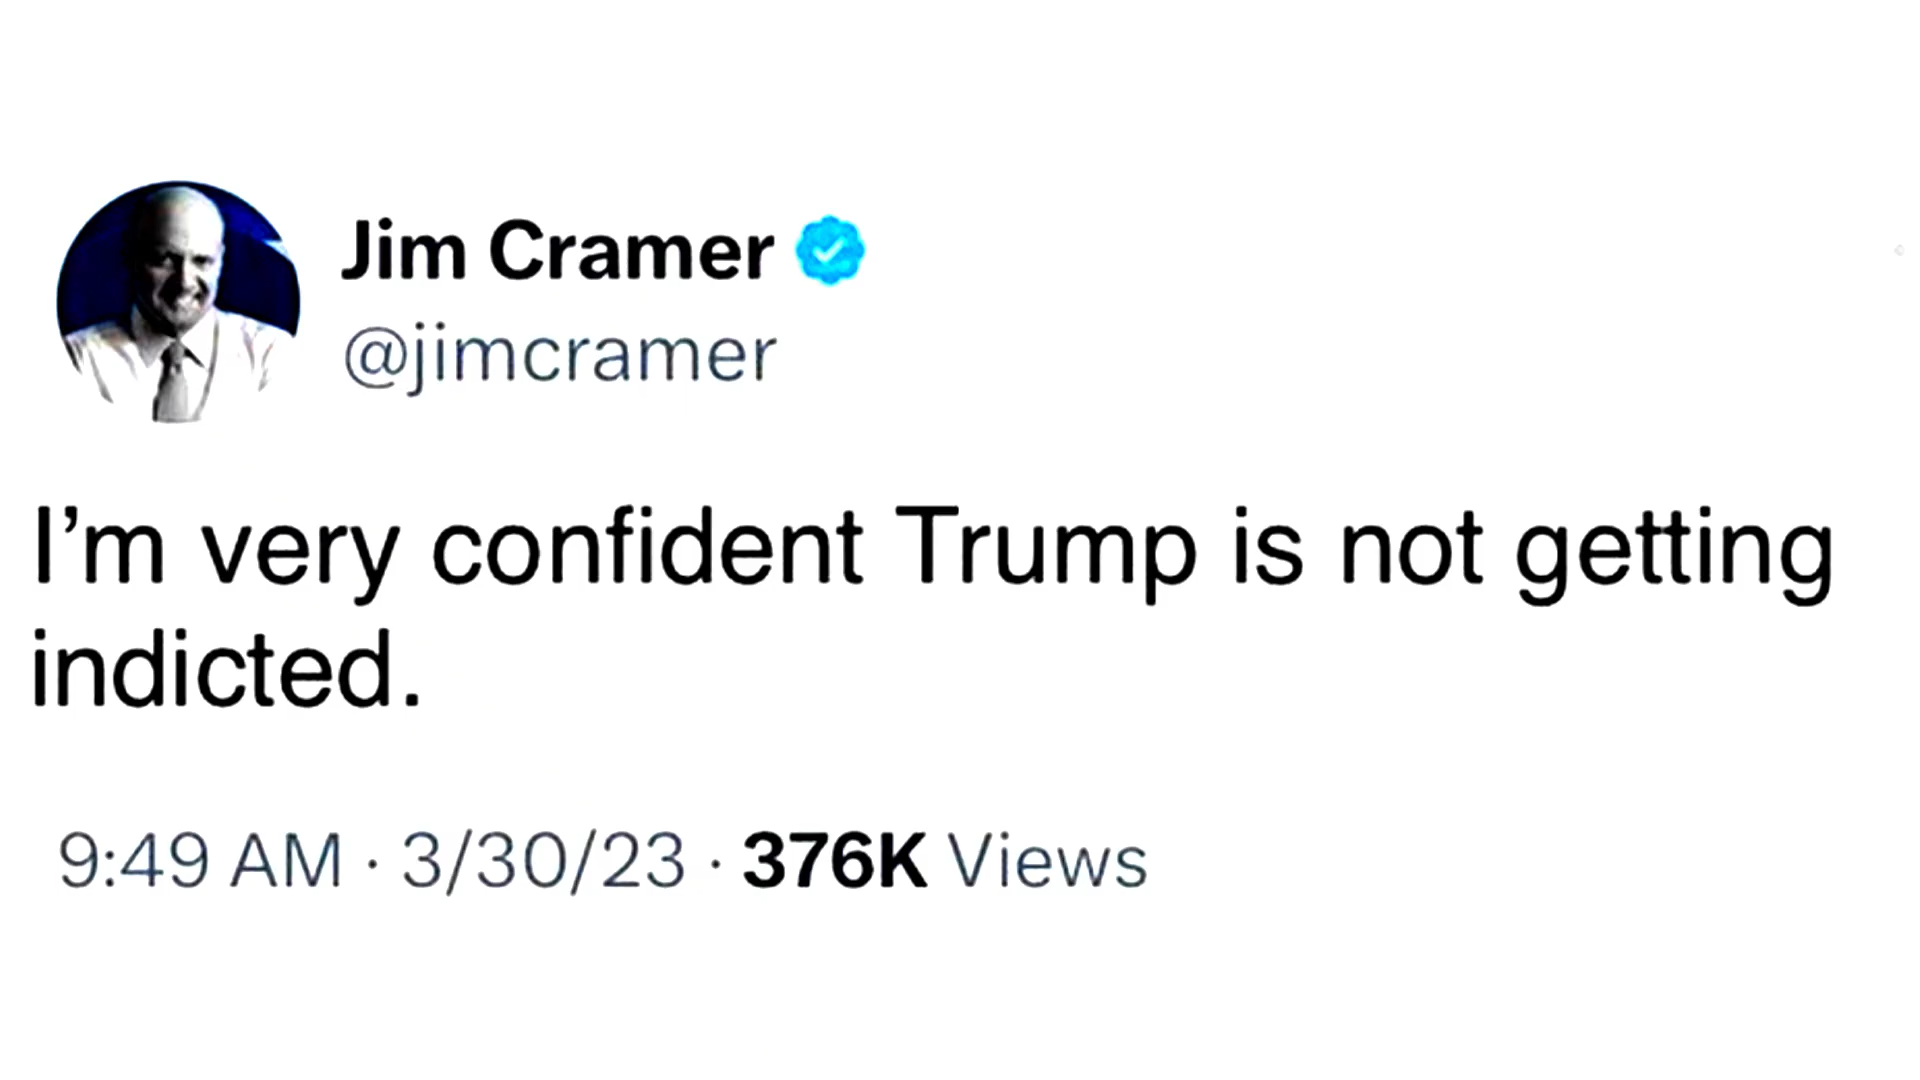 Jim Cramer
@jimcramer
I’m very confident Trump is not getting
indicted.
9:49 AM · 3/30/23 · 376K Views